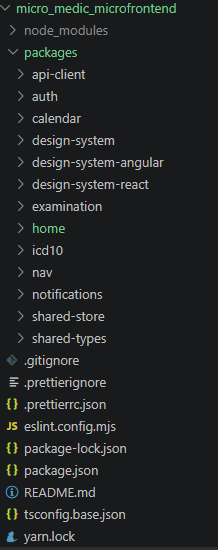 micro_medic_microfrontend
node_modules
packages
api-client
auth
calendar
design-system
design-system-angular
design-system-react
examination
home
icd10
nav
notifications
shared-store
shared-types
.gitignore
.prettierignore
{} .prettierrc.json
JS eslint.config.mjs
{} package-lock.json
{} package.json
README.md
{} tsconfig.base.json
yarn.lock